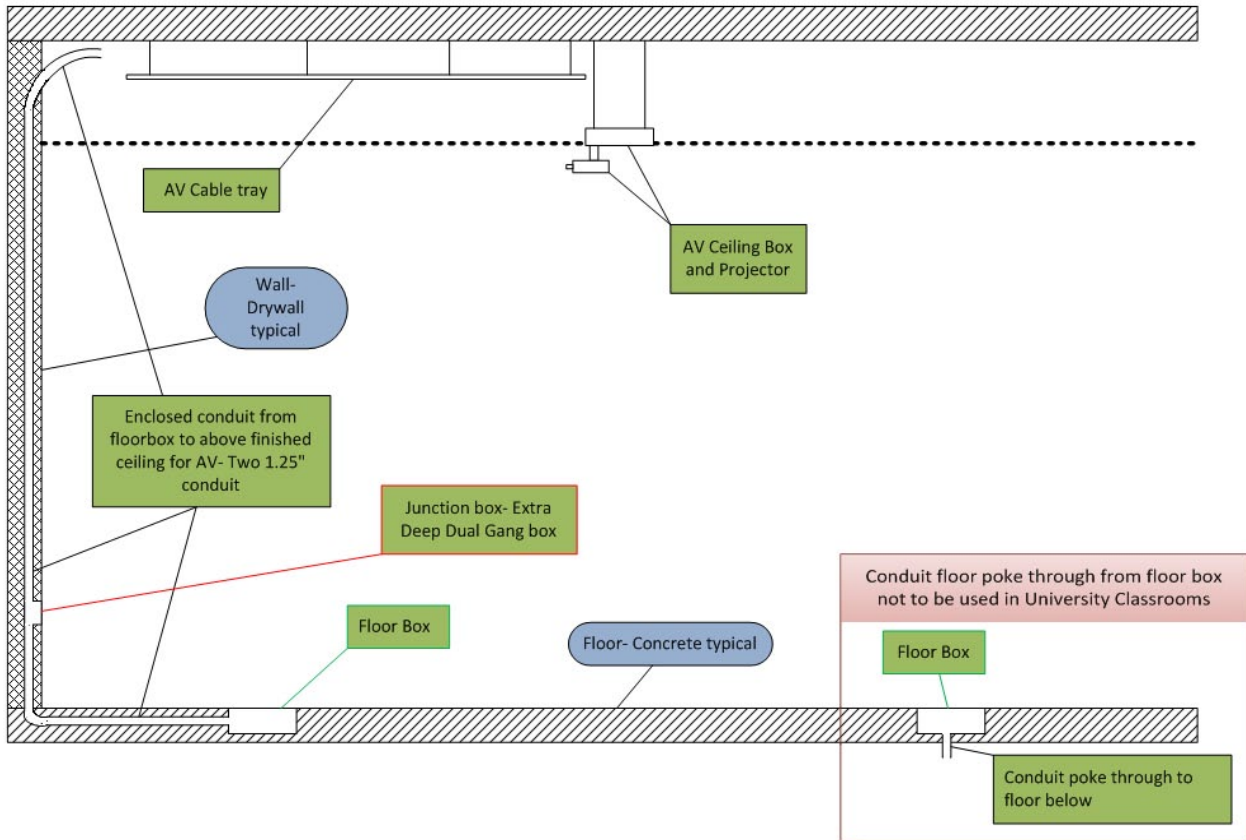 AV Cable tray
AV Ceiling Box
and Projector
Wall-
Drywall
typical
Enclosed conduit from
floorbox to above finished
ceiling for AV- Two 1.25"
conduit
Junction box- Extra
Deep Dual Gang box
Floor Box
Floor- Concrete typical
Conduit floor poke through from floor box
not to be used in University Classrooms
Floor Box
Conduit poke through to
floor below